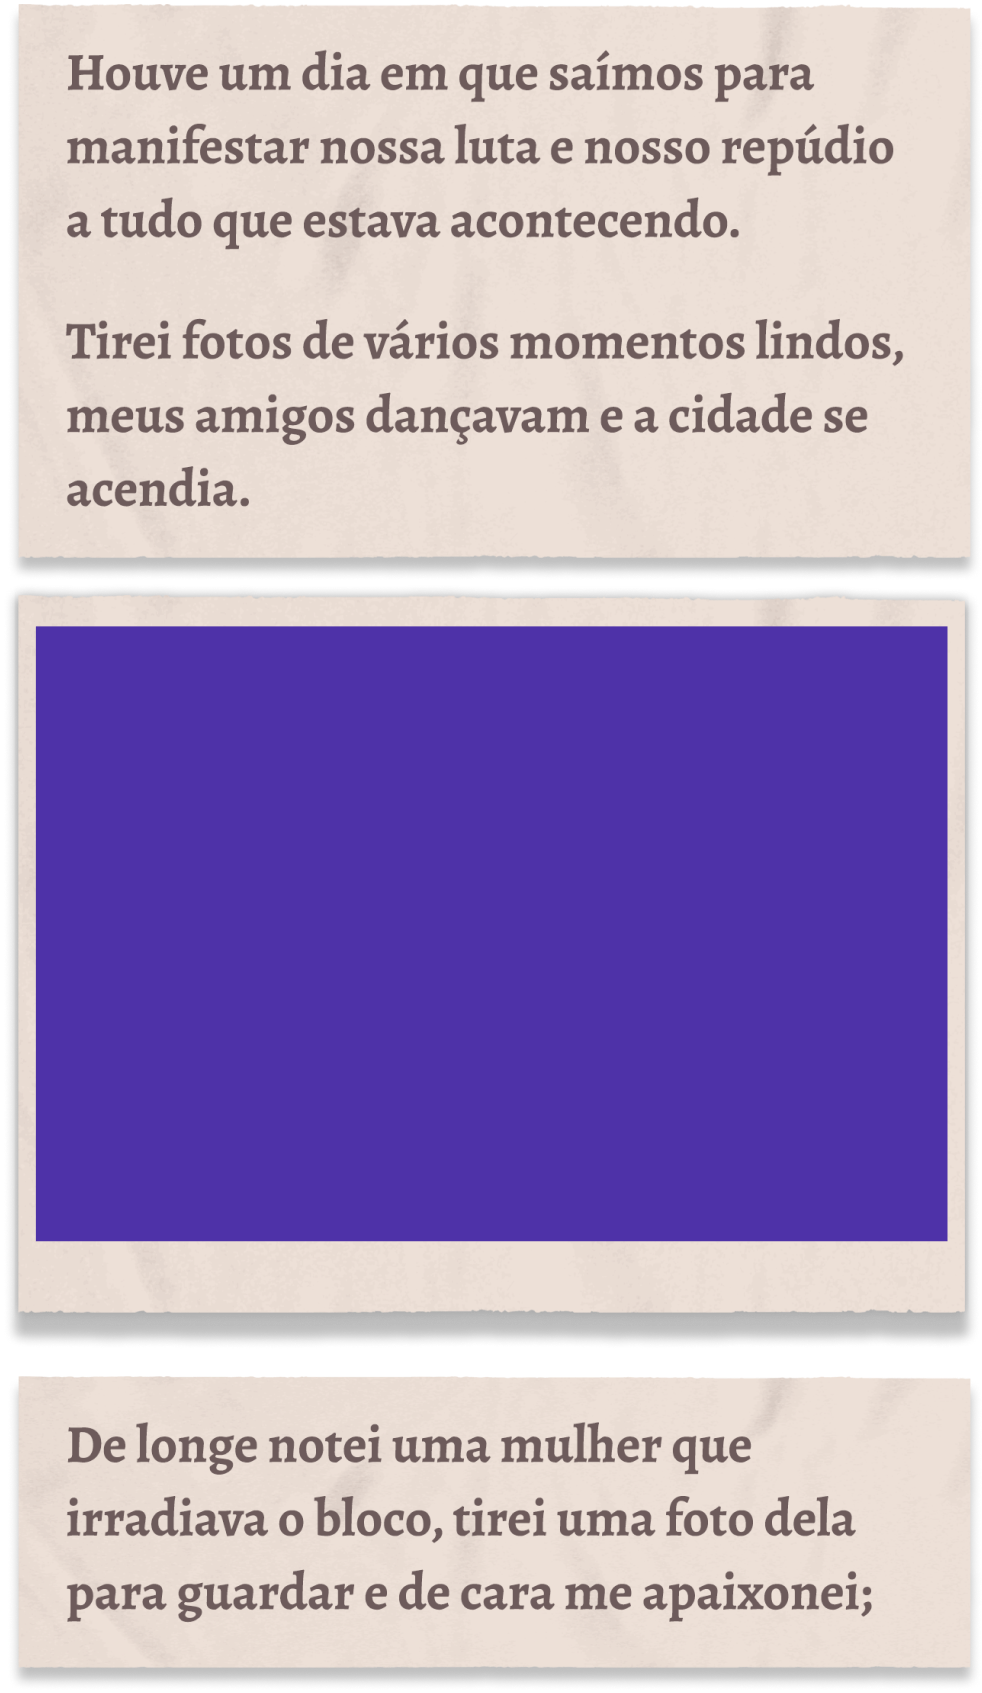 Houve um dia em que saímos para
manifestar nossa luta e nosso repúdio
a tudo que estava acontecendo.
Tirei fotos de vários momentos lindos,
meus amigos dançavam e a cidade se
acendia.
De longe notei uma mulher que
irradiava o bloco, tirei uma foto dela
para guardar e de cara me apaixonei;